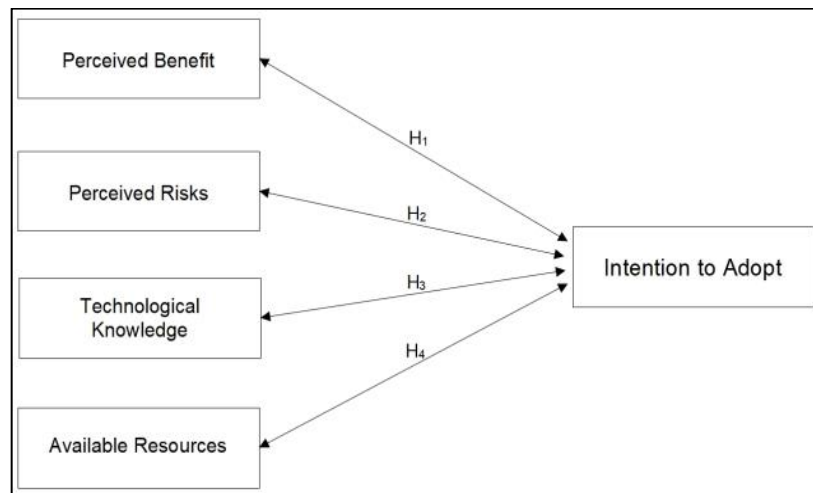 Perceived Benefit
H₁
Perceived Risks
H₂
Intention to Adopt
H₃
Technological
Knowledge
H₄
Available Resources